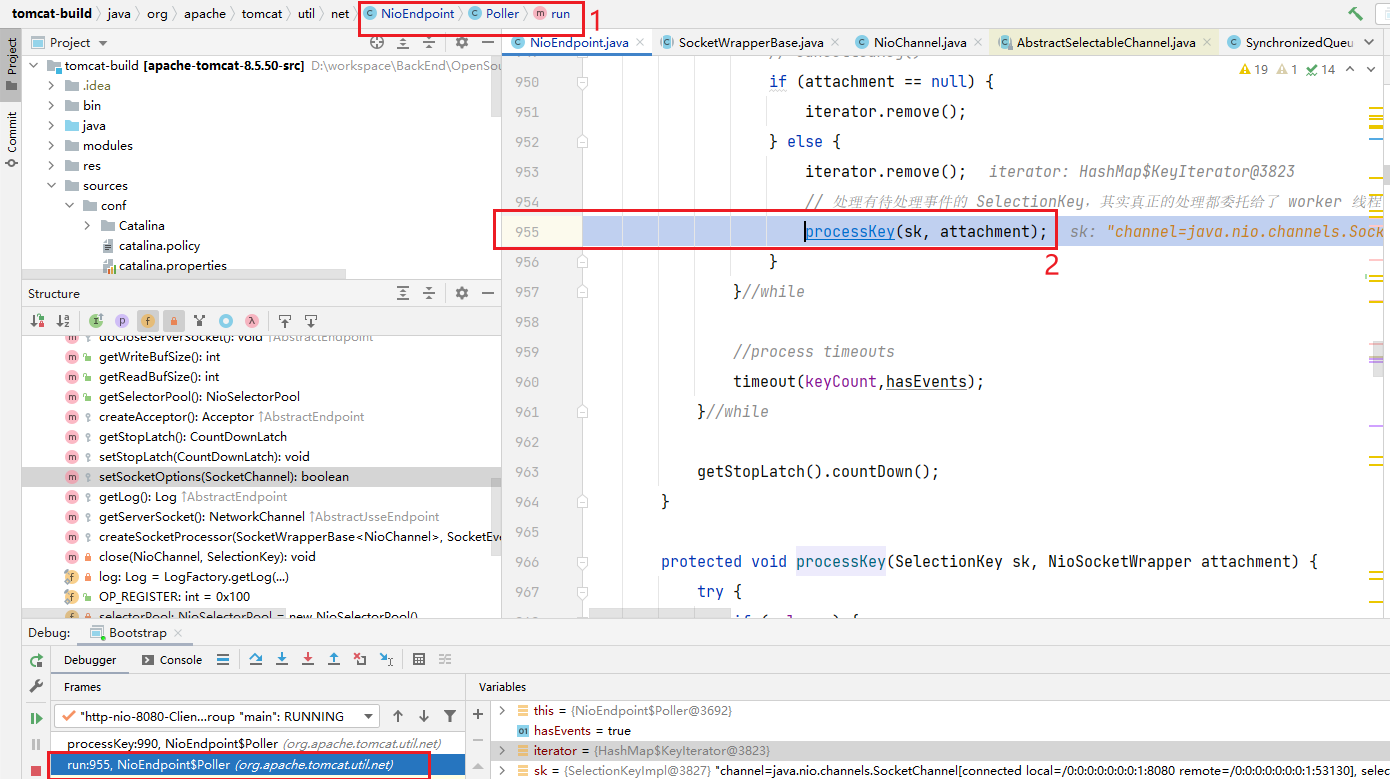 tomcat-build › java › org › apache › tomcat › util › net › NioEndpoint › Poller › run 1
Project
Commit
Project
tomcat-build [apache-tomcat-8.5.50-src] D:\workspace\BackEnd\OpenSou
.idea
bin
java
modules
res
sources
conf
Catalina
catalina.policy
catalina.properties
NioEndpoint.java SocketWrapperBase.java NioChannel.java AbstractSelectableChannel.java SynchronizedQueu
19 1 14
950 if (attachment == null) {
951 iterator.remove();
952 } else {
953 iterator.remove(); iterator: HashMap$KeyIterator@3823
954 // 处理有待处理事件的 SelectionKey，其实真正的处理都委托给了 worker 线程
955 processKey(sk, attachment); sk: "channel=java.nio.channels.Sock
2
956 }
957 }//while
958
959 //process timeouts
960 timeout(keyCount,hasEvents);
961 }//while
962
963 getStopLatch().countDown();
964 }
965
966 protected void processKey(SelectionKey sk, NioSocketWrapper attachment) {
967 try {
Structure
doCloseServerSocket(): void ↑AbstractEndpoint
getWriteBufSize(): int
getReadBufSize(): int
getSelectorPool(): NioSelectorPool
createAcceptor(): Acceptor ↑AbstractEndpoint
getStopLatch(): CountDownLatch
setStopLatch(CountDownLatch): void
setSocketOptions(SocketChannel): boolean
getLog(): Log ↑AbstractEndpoint
getServerSocket(): NetworkChannel ↑AbstractJsseEndpoint
createSocketProcessor(SocketWrapperBase<NioChannel>, SocketEve
close(NioChannel, SelectionKey): void
log: Log = LogFactory.getLog(...)
OP_REGISTER: int = 0x100
selectorPool: NioSelectorPool = new NioSelectorPool()
Debug: Bootstrap
Debugger Console
Frames
"http-nio-8080-Clien...roup "main": RUNNING
processKey:990, NioEndpoint$Poller (org.apache.tomcat.util.net)
run:955, NioEndpoint$Poller (org.apache.tomcat.util.net)
Variables
this = {NioEndpoint$Poller@3692}
hasEvents = true
iterator = {HashMap$KeyIterator@3823}
sk = {SelectionKeyImpl@3827} "channel=java.nio.channels.SocketChannel[connected local=/0:0:0:0:0:0:0:1:8080 remote=/0:0:0:0:0:0:0:1:53130], selec